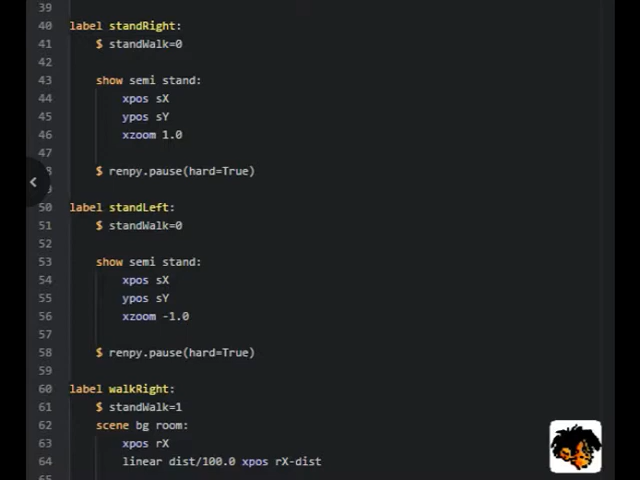 39
40 label standRight:
41 $ standWalk=0
42
43 show semi stand:
44 xpos sX
45 ypos sY
46 xzoom 1.0
47
8 $ renpy.pause(hard=True)
50 label standLeft:
51 $ standWalk=0
52
53 show semi stand:
54 xpos sX
55 ypos sY
56 xzoom -1.0
57
58 $ renpy.pause(hard=True)
59
60 label walkRight:
61 $ standWalk=1
62 scene bg room:
63 xpos rX
64 linear dist/100.0 xpos rX-dist